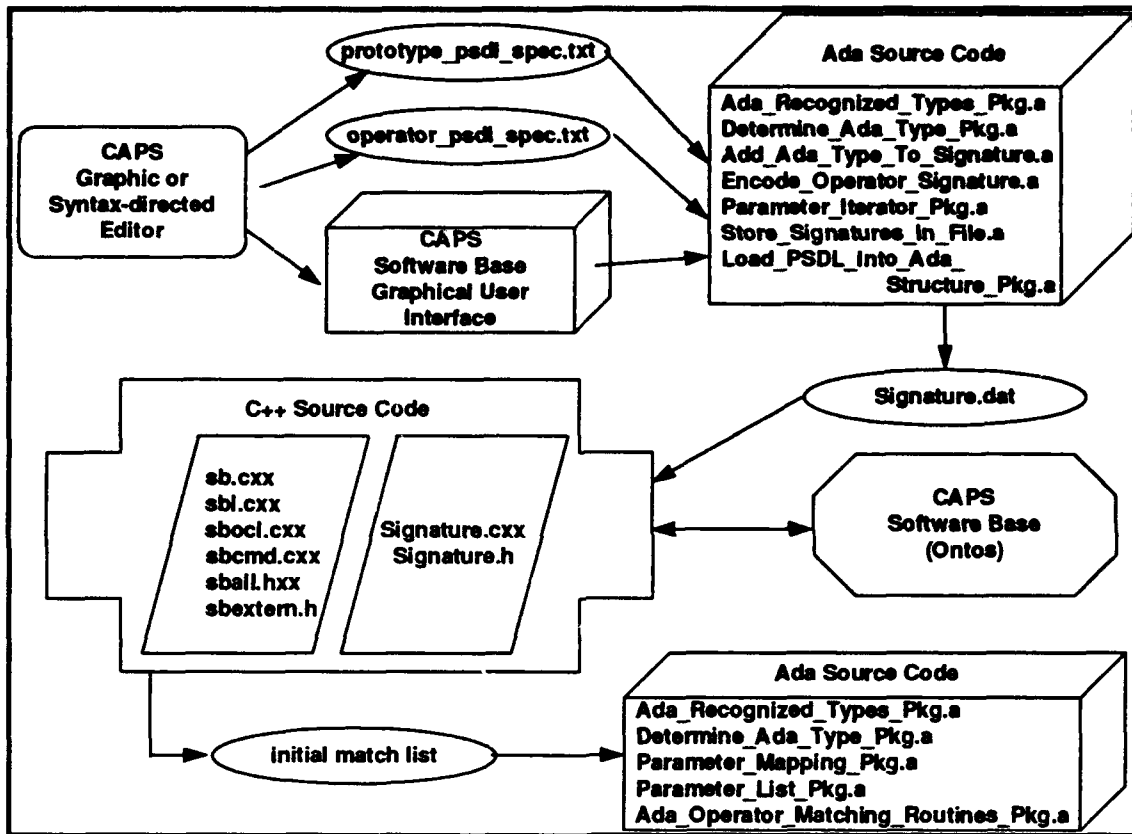 prototype_psdl_spec.txt
operator_psdl_spec.txt
CAPS
Graphic or
Syntax-directed
Editor
CAPS
Software Base
Graphical User
Interface
Ada Source Code
Ada_Recognized_Types_Pkg.a
Determine_Ada_Type_Pkg.a
Add_Ada_Type_To_Signature.a
Encode_Operator_Signature.a
Parameter_Iterator_Pkg.a
Store_Signatures_In_File.a
Load_PSDL_Into_Ada_
Structure_Pkg.a
Signature.dat
C++ Source Code
sb.cxx
sbl.cxx
sbocl.cxx
sbcmd.cxx
sball.hxx
sbextern.h
Signature.cxx
Signature.h
CAPS
Software Base
(Ontos)
initial match list
Ada Source Code
Ada_Recognized_Types_Pkg.a
Determine_Ada_Type_Pkg.a
Parameter_Mapping_Pkg.a
Parameter_List_Pkg.a
Ada_Operator_Matching_Routines_Pkg.a